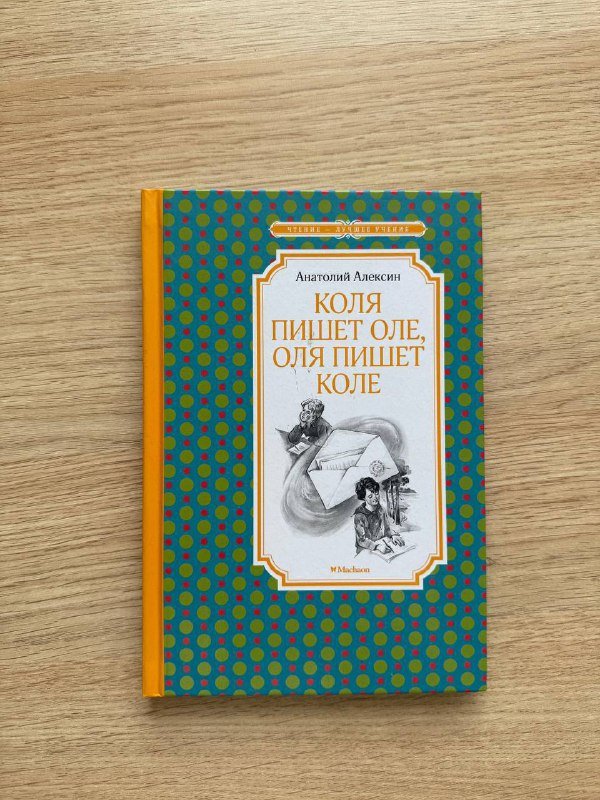 ЧТЕНИЕ – ЛУЧШЕЕ УЧЕНИЕ
Анатолий Алексин
КОЛЯ
ПИШЕТ ОЛЕ,
ОЛЯ ПИШЕТ
КОЛЕ
Machaon